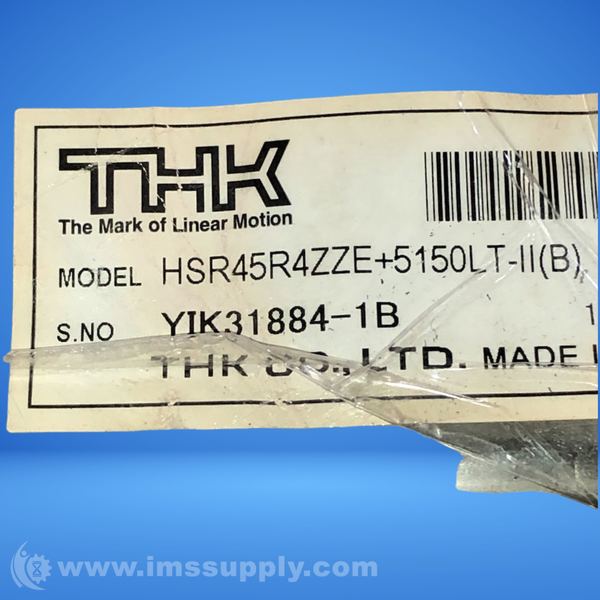 THK
The Mark of Linear Motion
MODEL HSR45R4ZZE+5150LT-II(B)
S.NO YIK31884-1B 1
THK CO., LTD. MADE
www.imssupply.com